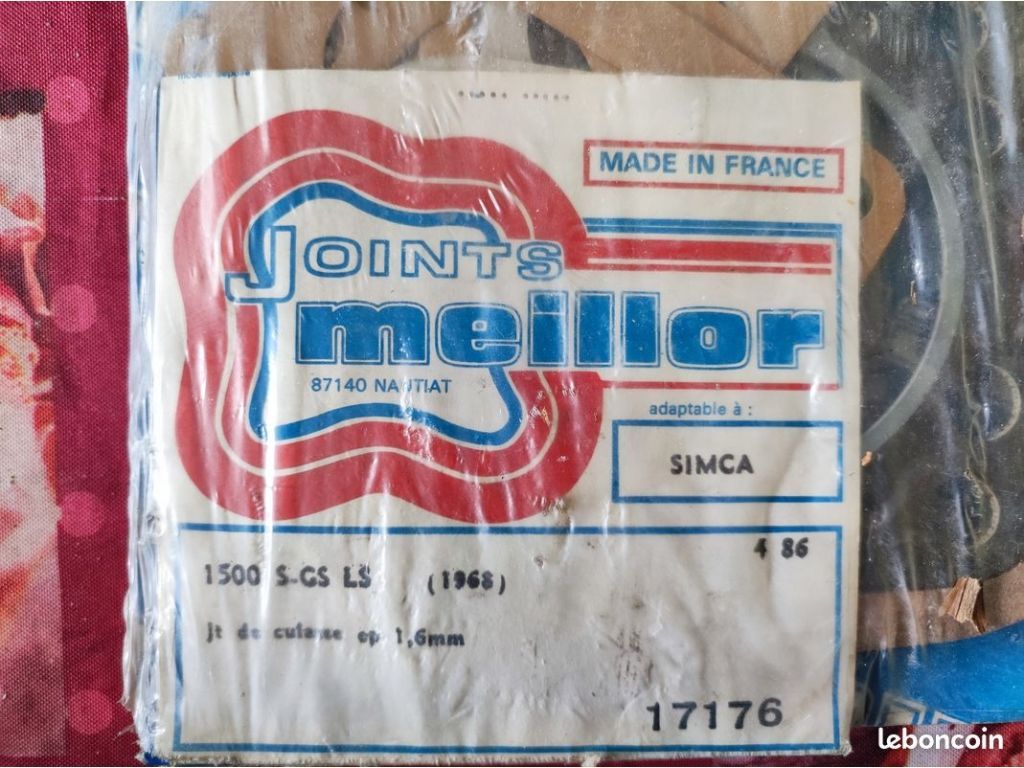 MADE IN FRANCE
JOINTS
meillor
87140 NANTIAT
adaptable à :
SIMCA
4 86
1500 S-GS LS (1968)
jt de culasse ep 1,6mm
17176
leboncoin